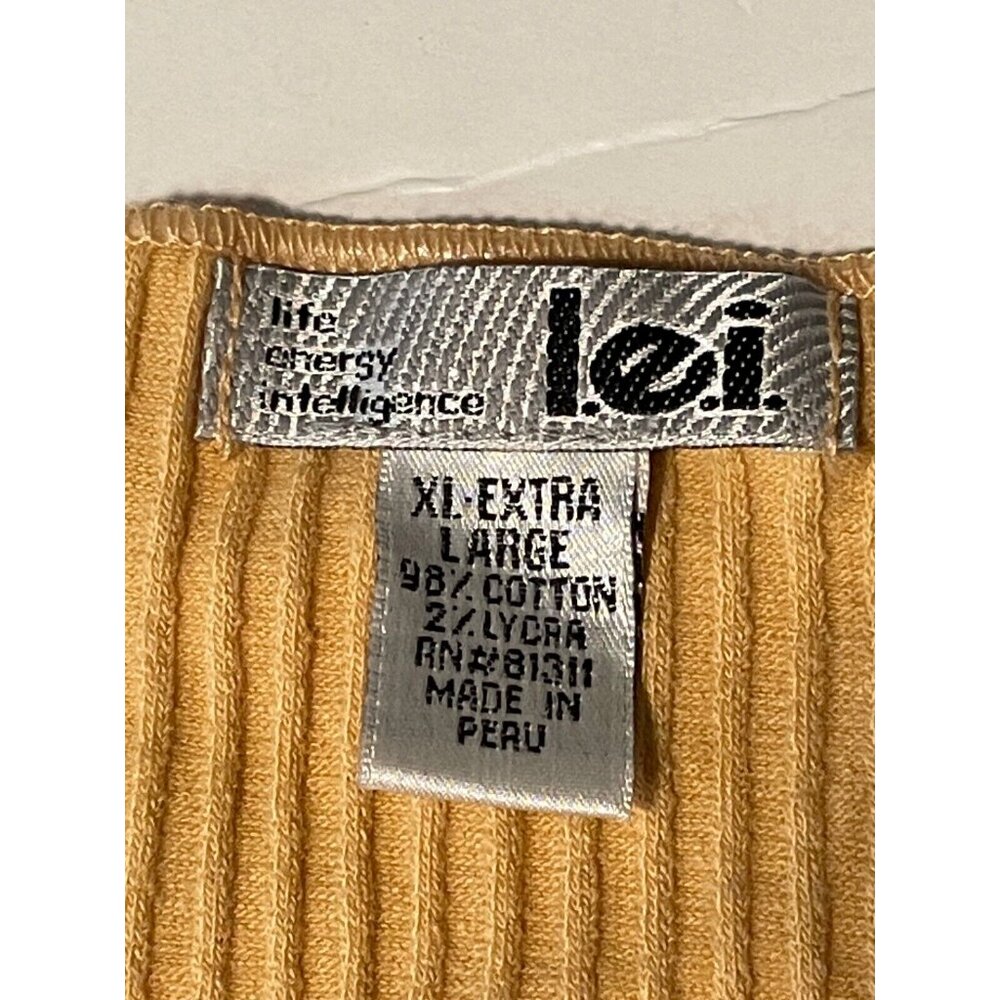 life
energy
intelligence
l.e.i.
XL-EXTRA
LARGE
98% COTTON
2% LYCRA
RN#81311
MADE IN
PERU